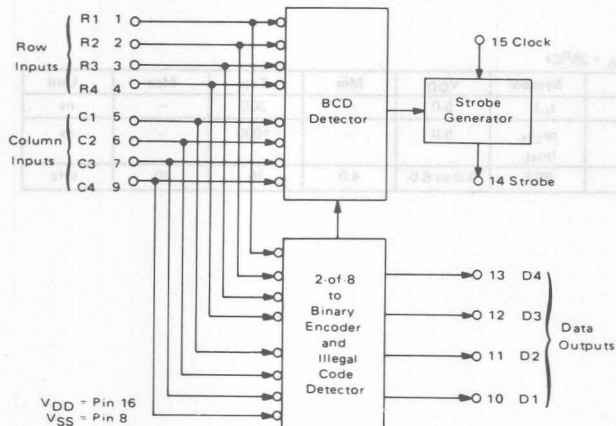 R1 1
R2 2
R3 3
R4 4
Row
Inputs
C1 5
C2 6
C3 7
C4 9
Column
Inputs
BCD
Detector
15 Clock
Strobe
Generator
14 Strobe
2-of-8
to
Binary
Encoder
and
Illegal
Code
Detector
13 D4
12 D3
11 D2
10 D1
Data
Outputs
VDD = Pin 16
VSS = Pin 8